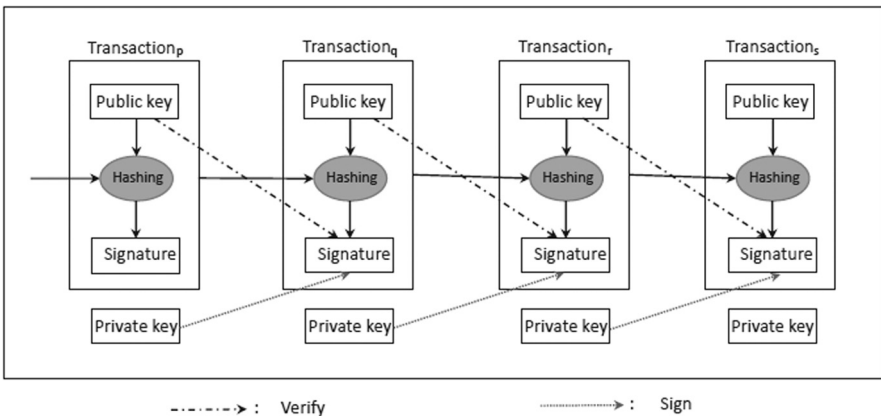 Transactionₚ Transaction_q Transactionᵣ Transactionₛ
Public key Public key Public key Public key
Hashing Hashing Hashing Hashing
Signature Signature Signature Signature
Private key Private key Private key Private key
: Verify : Sign